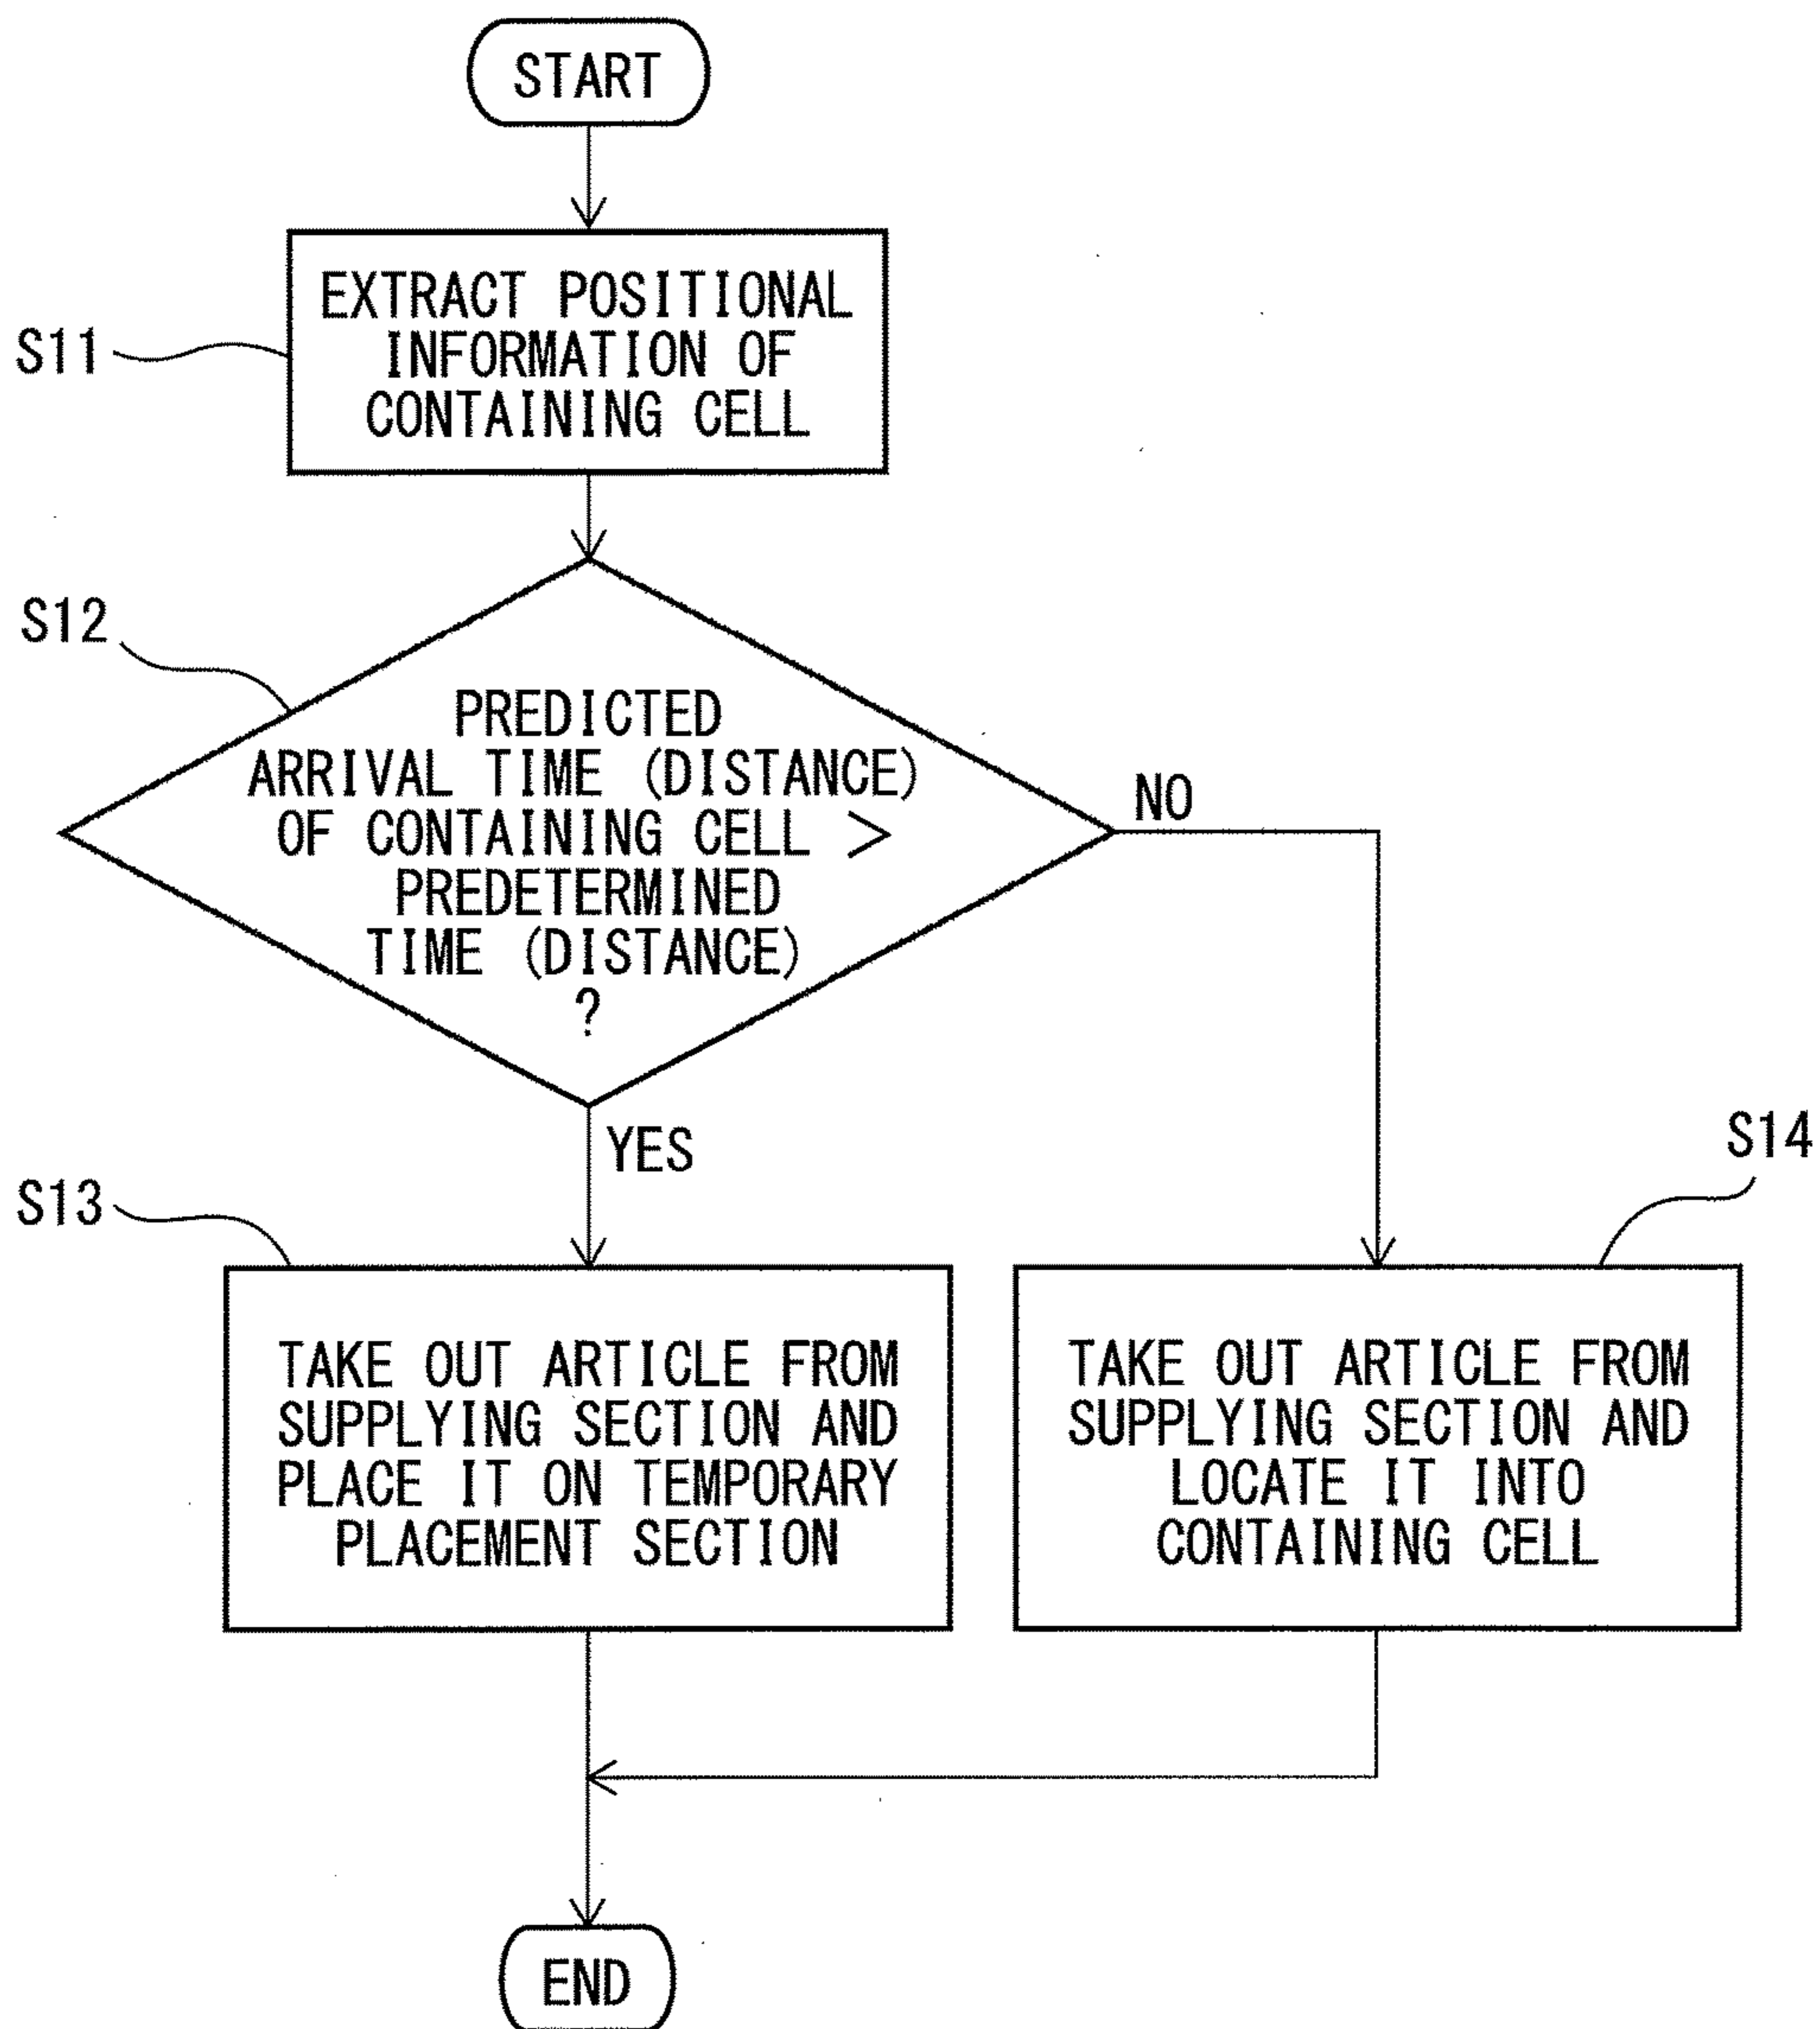 START
S11
EXTRACT POSITIONAL
INFORMATION OF
CONTAINING CELL
S12
PREDICTED
ARRIVAL TIME (DISTANCE)
OF CONTAINING CELL >
PREDETERMINED
TIME (DISTANCE)
?
NO
YES
S13
TAKE OUT ARTICLE FROM
SUPPLYING SECTION AND
PLACE IT ON TEMPORARY
PLACEMENT SECTION
S14
TAKE OUT ARTICLE FROM
SUPPLYING SECTION AND
LOCATE IT INTO
CONTAINING CELL
END